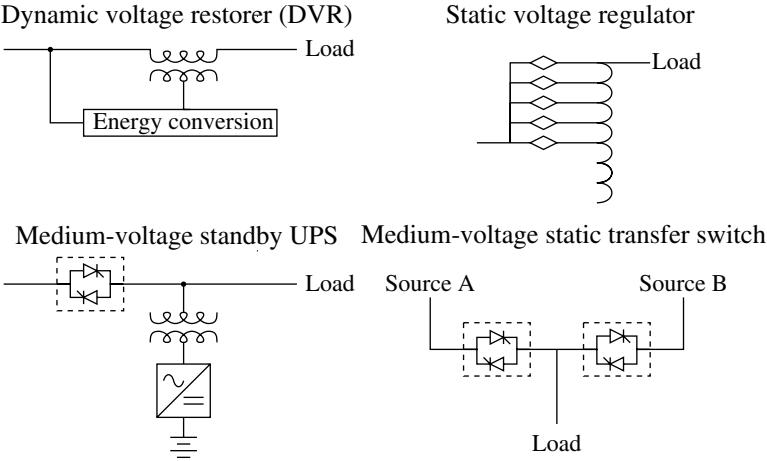 Dynamic voltage restorer (DVR)
Load
Energy conversion
Static voltage regulator
Load
Medium-voltage standby UPS
Load
Medium-voltage static transfer switch
Source A
Source B
Load